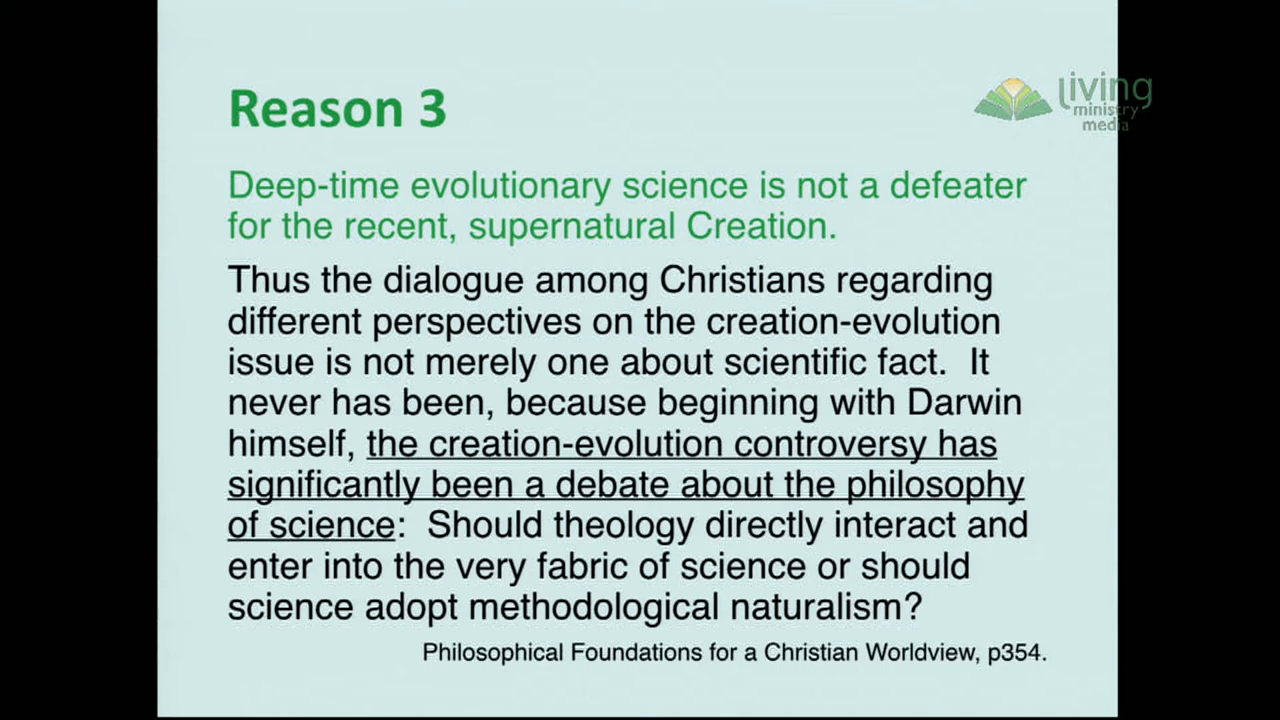 Reason 3
living
ministry
media
Deep-time evolutionary science is not a defeater
for the recent, supernatural Creation.
Thus the dialogue among Christians regarding
different perspectives on the creation-evolution
issue is not merely one about scientific fact.  It
never has been, because beginning with Darwin
himself, the creation-evolution controversy has
significantly been a debate about the philosophy
of science:  Should theology directly interact and
enter into the very fabric of science or should
science adopt methodological naturalism?
Philosophical Foundations for a Christian Worldview, p354.